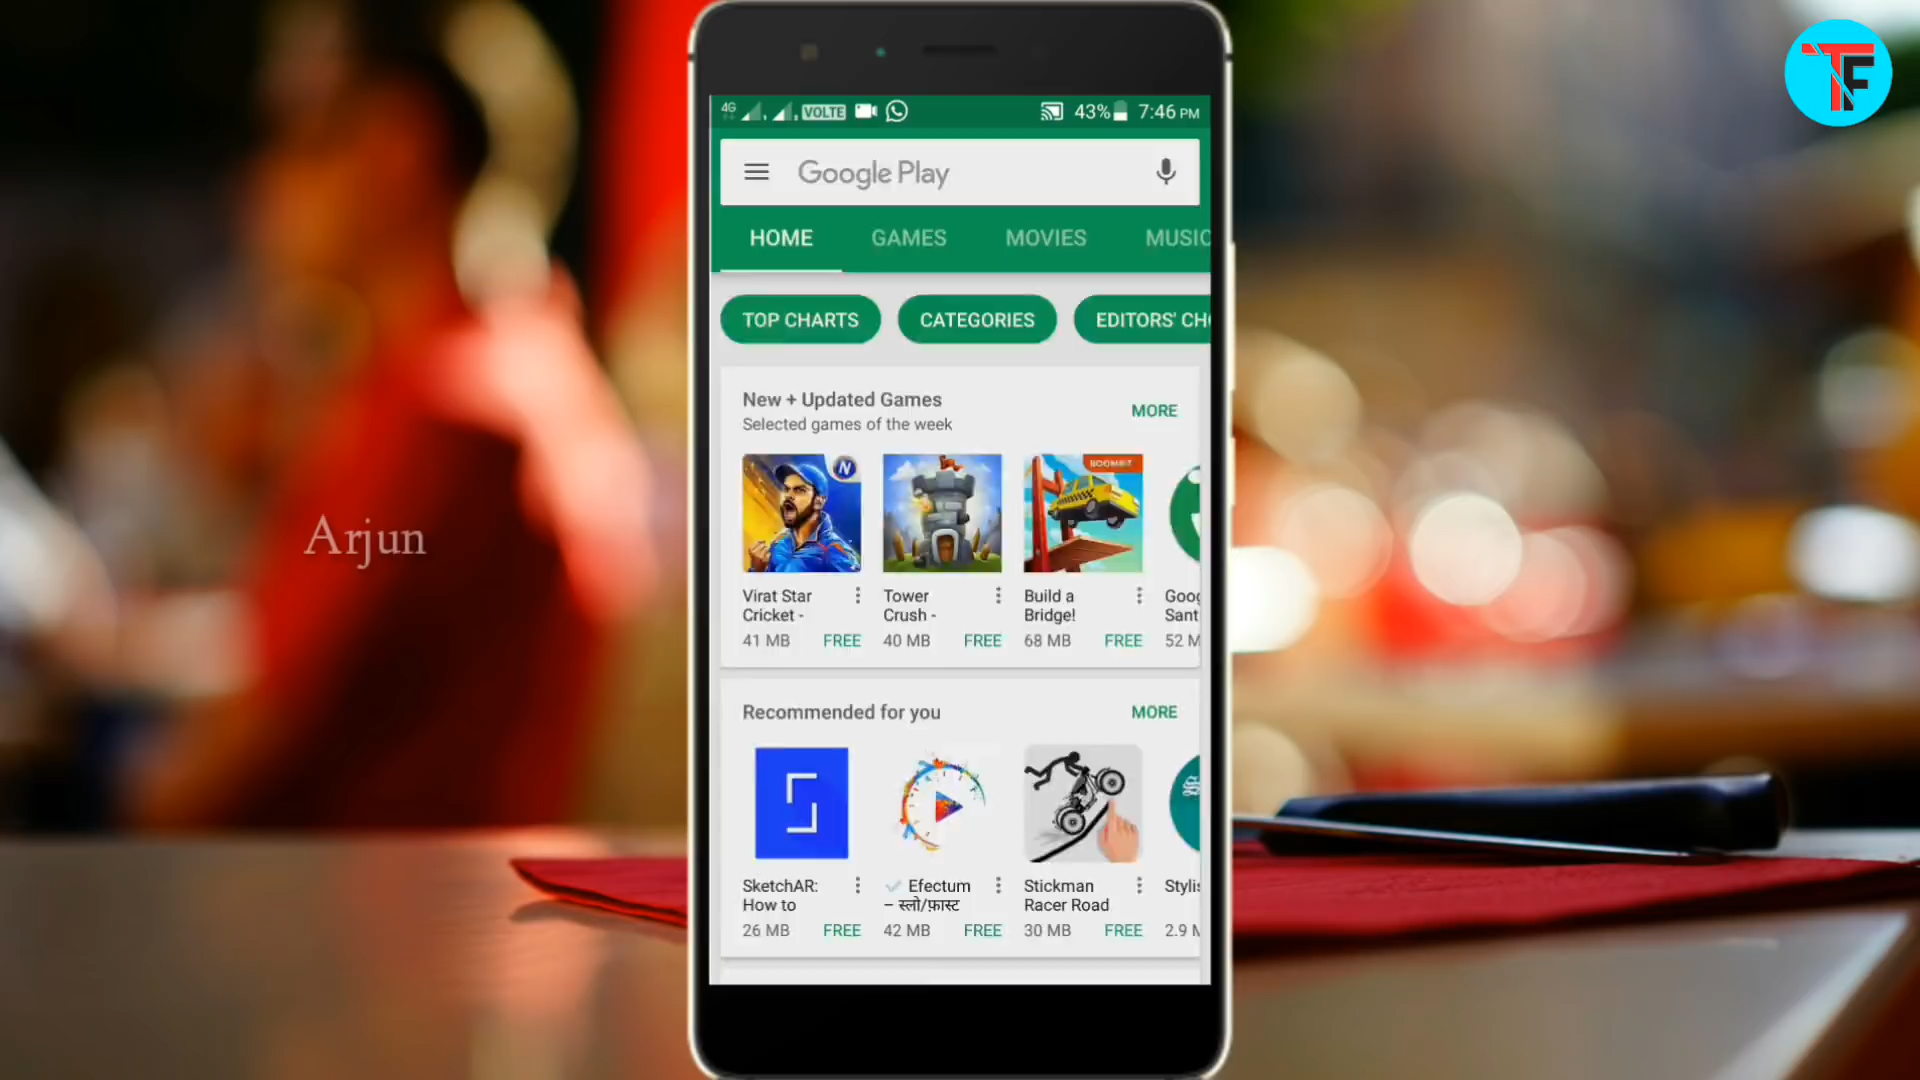 TF
4G VOLTE 43% 7:46 PM
Google Play
HOME GAMES MOVIES MUSIC
TOP CHARTS CATEGORIES EDITORS' CHO
New + Updated Games
MORE
Selected games of the week
N
BOOMBIT
Virat Star Tower Build a Goog
Cricket - Crush - Bridge! Sant
41 MB FREE 40 MB FREE 68 MB FREE 52 M
Arjun
Recommended for you MORE
SketchAR: Efectum Stickman Stylis
How to – स्लो/फ़ास्ट Racer Road
26 MB FREE 42 MB FREE 30 MB FREE 2.9 M